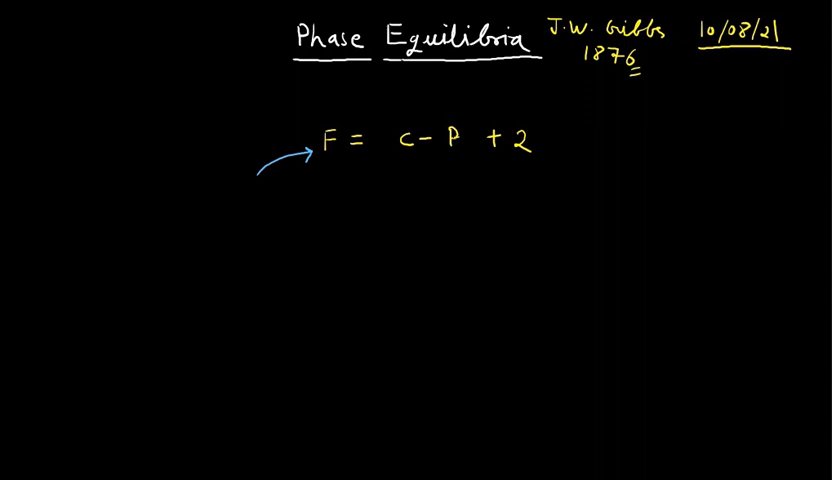 Phase Equilibria J.W. Gibbs 10/08/21
1876
F = C - P + 2